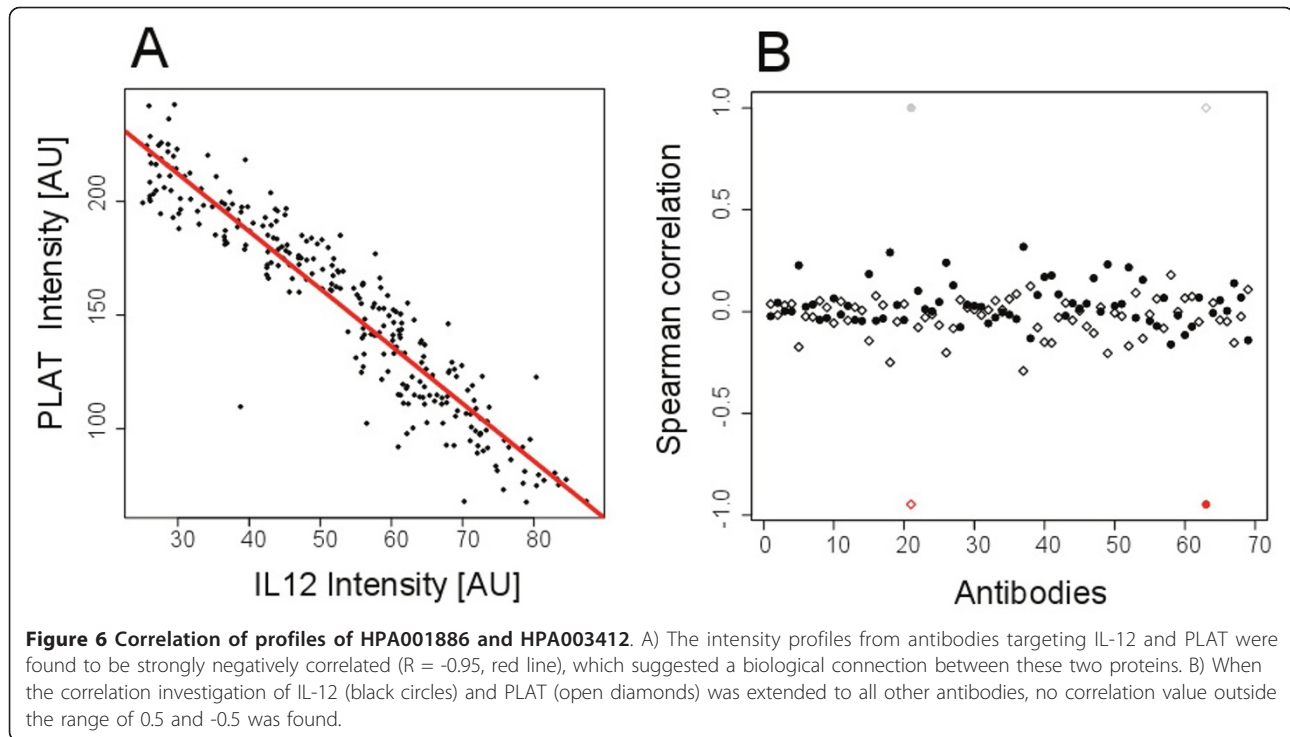 A
B
PLAT Intensity [AU]
200
150
100
30 40 50 60 70 80
IL12 Intensity [AU]
Spearman correlation
1.0
0.5
0.0
-0.5
-1.0
0 10 20 30 40 50 60 70
Antibodies
Figure 6 Correlation of profiles of HPA001886 and HPA003412. A) The intensity profiles from antibodies targeting IL-12 and PLAT were
found to be strongly negatively correlated (R = -0.95, red line), which suggested a biological connection between these two proteins. B) When
the correlation investigation of IL-12 (black circles) and PLAT (open diamonds) was extended to all other antibodies, no correlation value outside
the range of 0.5 and -0.5 was found.